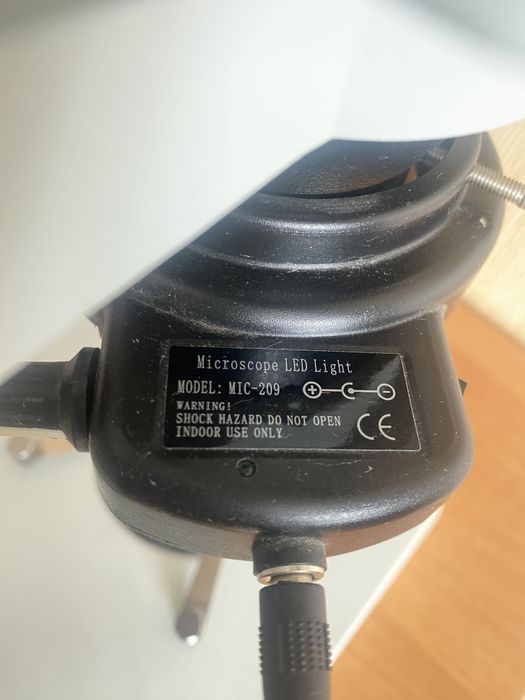 Microscope LED Light
MODEL: MIC-209
WARNING!
SHOCK HAZARD DO NOT OPEN
INDOOR USE ONLY
CE